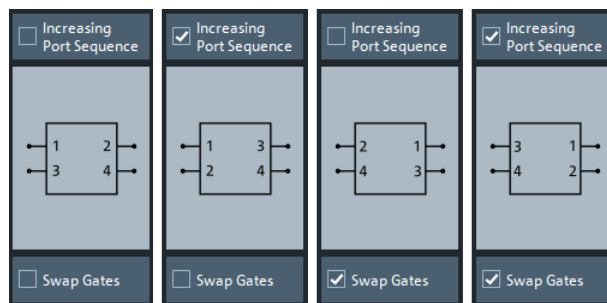 Increasing
Port Sequence
1 2
3 4
Swap Gates
Increasing
Port Sequence
1 3
2 4
Swap Gates
Increasing
Port Sequence
2 1
4 3
Swap Gates
Increasing
Port Sequence
3 1
4 2
Swap Gates